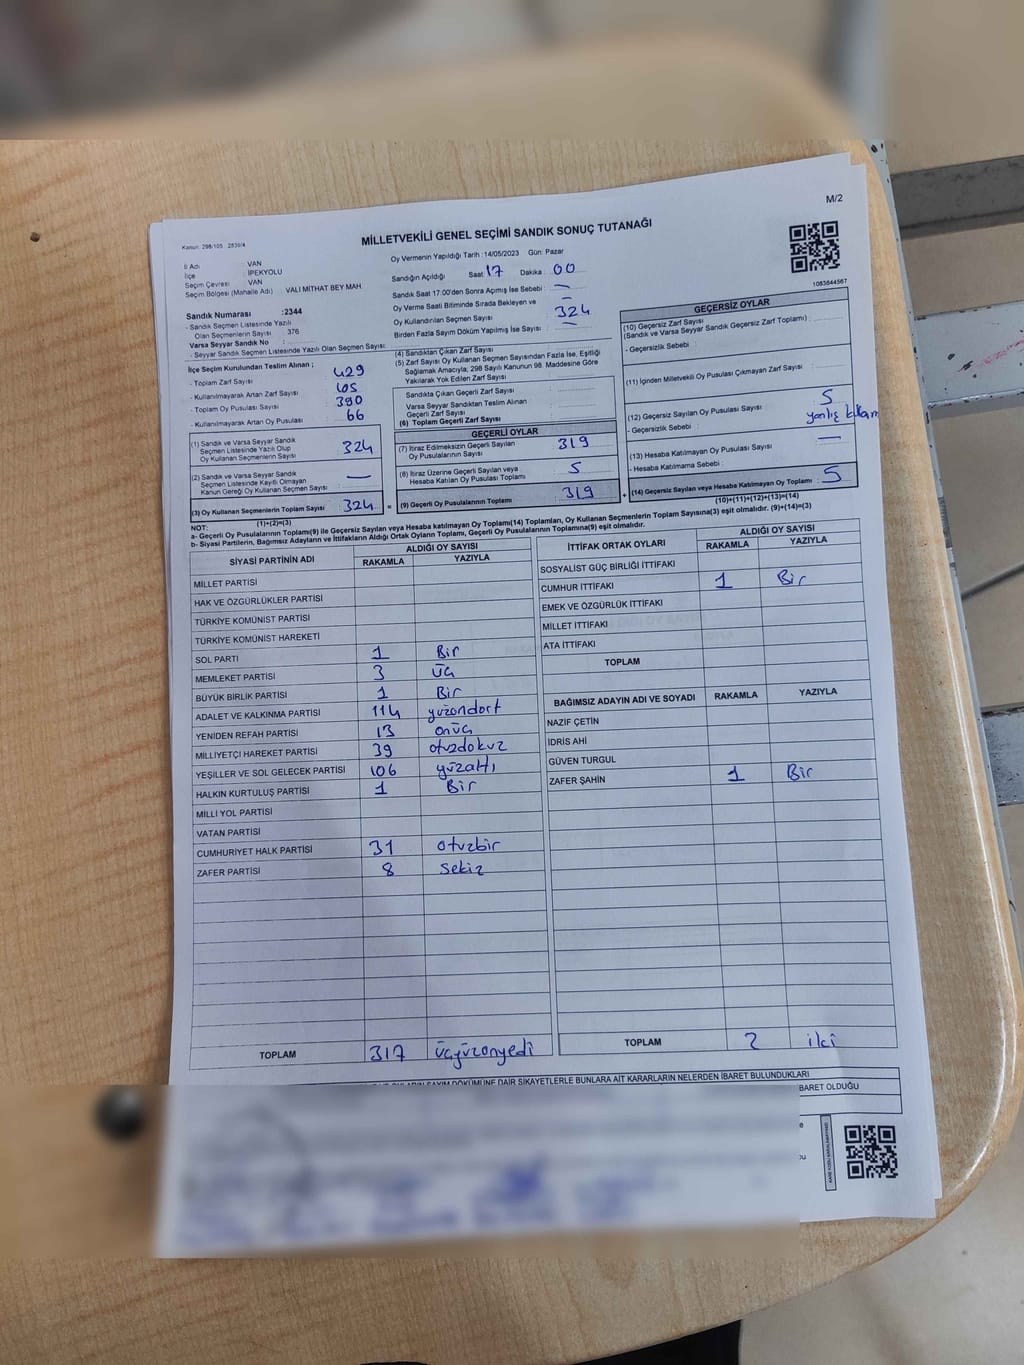 M/2
Kanun: 298/105 2839/4
MİLLETVEKİLİ GENEL SEÇİMİ SANDIK SONUÇ TUTANAĞI
İl Adı : VAN
İlçe : İPEKYOLU
Seçim Çevresi : VAN
Seçim Bölgesi (Mahalle Adı) : VALI MİTHAT BEY MAH.
Oy Vermenin Yapıldığı Tarih : 14/05/2023 Gün: Pazar
Sandığın Açıldığı Saat 17 Dakika : 00
Sandık Saat 17:00'den Sonra Açılmış İse Sebebi : —
Oy Verme Saati Bitiminde Sırada Bekleyen ve
Oy Kullandırılan Seçmen Sayısı : 324
Birden Fazla Sayım Döküm Yapılmış İse Sayısı : —
1083844567
Sandık Numarası :2344
- Sandık Seçmen Listesinde Yazılı
Olan Seçmenlerin Sayısı : 376
Varsa Seyyar Sandık No :
- Seyyar Sandık Seçmen Listesinde Yazılı Olan Seçmen Sayısı:
İlçe Seçim Kurulundan Teslim Alınan ;
- Toplam Zarf Sayısı : 429
- Kullanılmayarak Artan Zarf Sayısı : 105
- Toplam Oy Pusulası Sayısı : 390
- Kullanılmayarak Artan Oy Pusulası : 66
(1) Sandık ve Varsa Seyyar Sandık
Seçmen Listesinde Yazılı Olup
Oy Kullanan Seçmenlerin Sayısı : 324
(2) Sandık ve Varsa Seyyar Sandık
Seçmen Listesinde Kayıtlı Olmayan
Kanun Gereği Oy Kullanan Seçmen Sayısı : —
(3) Oy Kullanan Seçmenlerin Toplam Sayısı : 324
(1)+(2)=(3)
(4) Sandıktan Çıkan Zarf Sayısı
(5) Zarf Sayısı Oy Kullanan Seçmen Sayısından Fazla İse, Eşitliği
Sağlamak Amacıyla, 298 Sayılı Kanunun 98. Maddesine Göre
Yakılarak Yok Edilen Zarf Sayısı
Sandıkta Çıkan Geçerli Zarf Sayısı
Varsa Seyyar Sandıktan Teslim Alınan
Geçerli Zarf Sayısı
(6) Toplam Geçerli Zarf Sayısı
GEÇERLİ OYLAR
(7) İtiraz Edilmeksizin Geçerli Sayılan
Oy Pusulalarının Sayısı : 319
(8) İtiraz Üzerine Geçerli Sayılan veya
Hesaba Katılan Oy Pusulası Toplamı : 5
= (9) Geçerli Oy Pusulalarının Toplamı : 319
GEÇERSİZ OYLAR
(10) Geçersiz Zarf Sayısı
(Sandık ve Varsa Seyyar Sandık Geçersiz Zarf Toplamı) :
- Geçersizlik Sebebi :
(11) İçinden Milletvekili Oy Pusulası Çıkmayan Zarf Sayısı :
(12) Geçersiz Sayılan Oy Pusulası Sayısı : 5
- Geçersizlik Sebebi : yanlış
(13) Hesaba Katılmayan Oy Pusulası Sayısı : —
- Hesaba Katılmama Sebebi :
+ (14) Geçersiz Sayılan veya Hesaba Katılmayan Oy Toplamı : 5
(10)+(11)+(12)+(13)=(14)
NOT:
a- Geçerli Oy Pusulaları Toplamı(9) ile Geçersiz Sayılan veya Hesaba katılmayan Oy Toplamı(14) Toplamları, Oy Kullanan Seçmenlerin Toplam Sayısına(3) eşit olmalıdır. (9)+(14)=(3)
b- Siyasi Partilerin, Bağımsız Adayların ve İttifakların Aldığı Ortak Oyların Toplamı, Geçerli Oy Pusulalarının Toplamına(9) eşit olmalıdır.
SİYASİ PARTİNİN ADI ALDIĞI OY SAYISI
RAKAMLA YAZIYLA
MİLLET PARTİSİ
HAK VE ÖZGÜRLÜKLER PARTİSİ
TÜRKİYE KOMÜNİST PARTİSİ
TÜRKİYE KOMÜNİST HAREKETİ
SOL PARTİ 1 Bir
MEMLEKET PARTİSİ 3 üç
BÜYÜK BİRLİK PARTİSİ 1 Bir
ADALET VE KALKINMA PARTİSİ 114 yüzondört
YENİDEN REFAH PARTİSİ 13 onüç
MİLLİYETÇİ HAREKET PARTİSİ 39 otuzdokuz
YEŞİLLER VE SOL GELECEK PARTİSİ 106 yüzaltı
HALKIN KURTULUŞ PARTİSİ 1 Bir
MİLLİ YOL PARTİSİ
VATAN PARTİSİ
CUMHURİYET HALK PARTİSİ 31 otuzbir
ZAFER PARTİSİ 8 sekiz
TOPLAM 317 üçyüzonyedi
İTTİFAK ORTAK OYLARI ALDIĞI OY SAYISI
RAKAMLA YAZIYLA
SOSYALİST GÜÇ BİRLİĞİ İTTİFAKI
CUMHUR İTTİFAKI 1 Bir
EMEK VE ÖZGÜRLÜK İTTİFAKI
MİLLET İTTİFAKI
ATA İTTİFAKI
TOPLAM
BAĞIMSIZ ADAYIN ADI VE SOYADI RAKAMLA YAZIYLA
NAZİF ÇETİN
İDRİS AHİ
GÜVEN TURGUL
ZAFER ŞAHİN 1 Bir
TOPLAM 2 iki
SAYIM DÖKÜMÜNE DAİR ŞİKAYETLERLE BUNLARA AİT KARARLARIN NELERDEN İBARET BULUNDUKLARI
BARET OLDUĞU